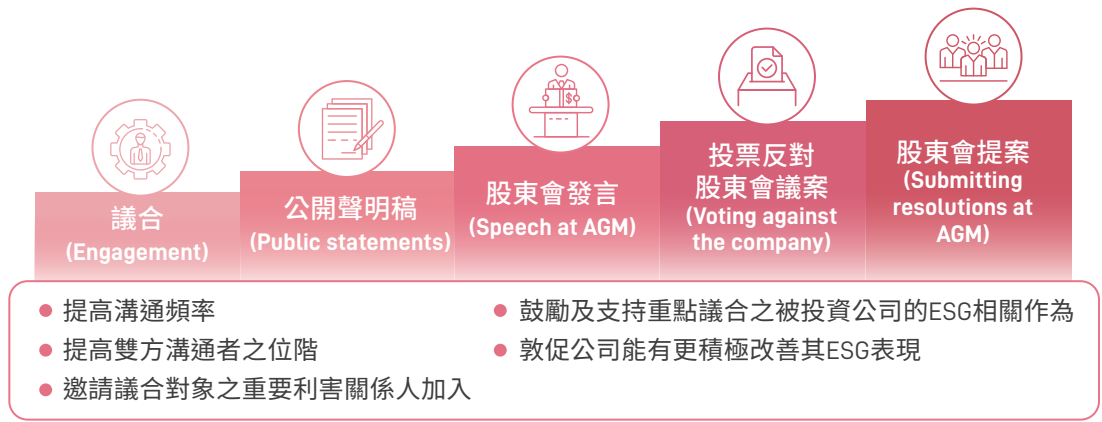 議合
(Engagement)
公開聲明稿
(Public statements)
$
股東會發言
(Speech at AGM)
投票反對
股東會議案
(Voting against
the company)
股東會提案
(Submitting
resolutions at
AGM)
提高溝通頻率
提高雙方溝通者之位階
邀請議合對象之重要利害關係人加入
鼓勵及支持重點議合之被投資公司的ESG相關作為
敦促公司能有更積極改善其ESG表現